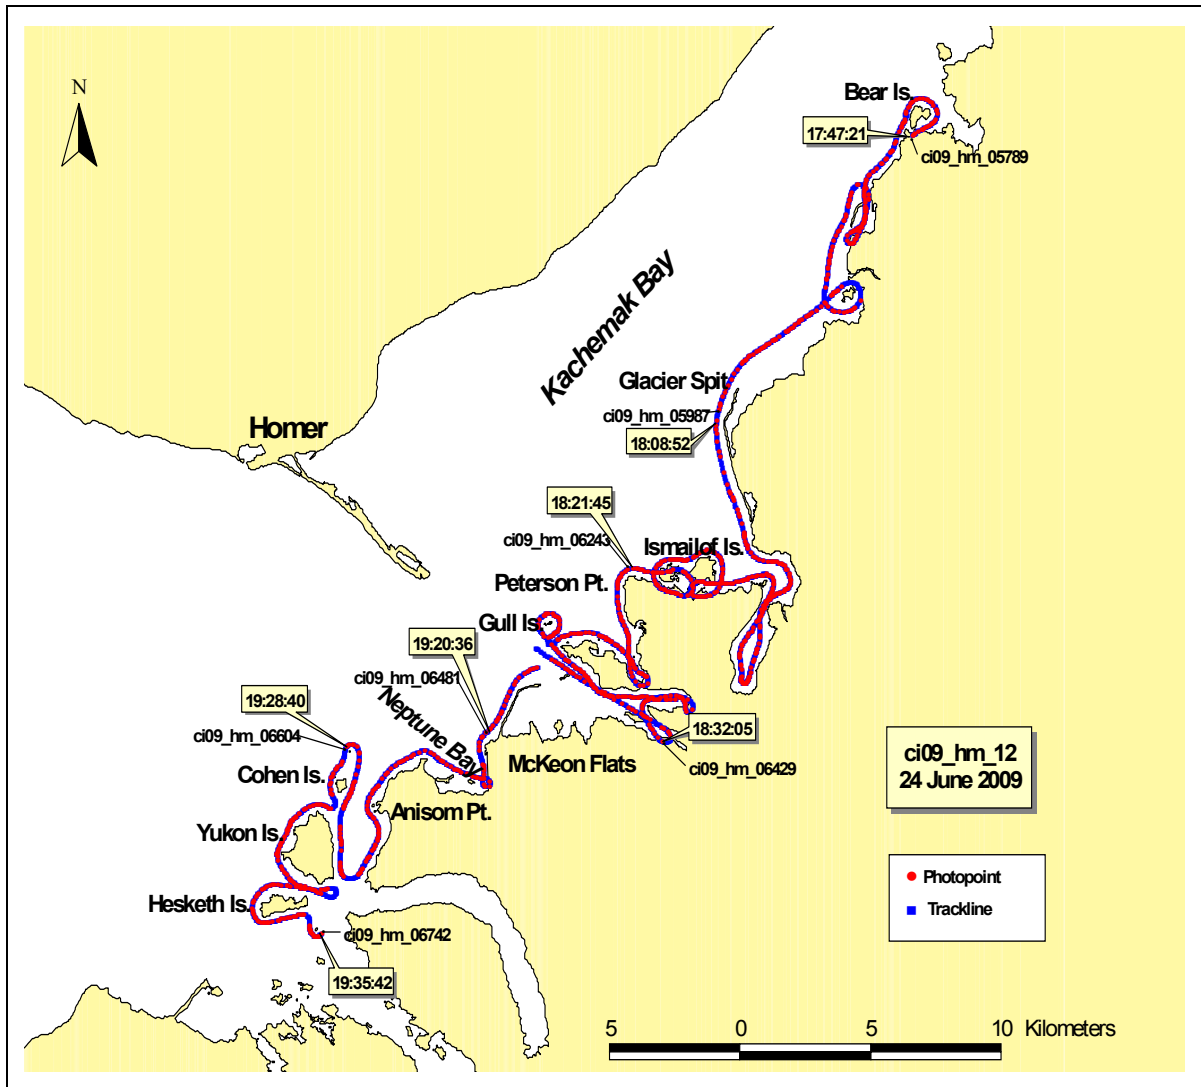 N
Bear Is.
17:47:21
ci09_hm_05789
Kachemak Bay
Glacier Spit
ci09_hm_05987
18:08:52
Homer
18:21:45
ci09_hm_06243
Ismailof Is.
Peterson Pt.
Gull Is.
19:20:36
ci09_hm_06481
19:28:40
ci09_hm_06604
Neptune Bay
18:32:05
ci09_hm_06429
McKeon Flats
Cohen Is.
Anisom Pt.
Yukon Is.
Hesketh Is.
ci09_hm_06742
19:35:42
ci09_hm_12
24 June 2009
Photopoint
Trackline
5 0 5 10 Kilometers